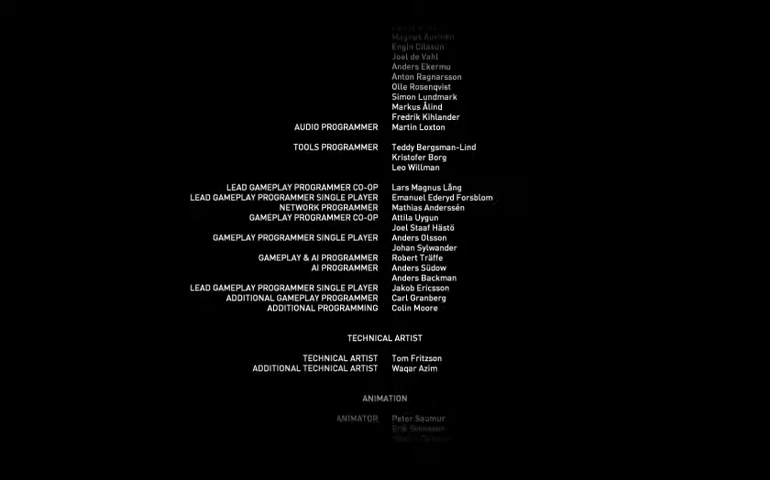 Magnus Auvinen
Engin Cilasun
Joel de Vahl
Anders Ekermo
Anton Ragnarsson
Olle Rosenqvist
Simon Lundmark
Markus Ålind
Fredrik Kihlander
AUDIO PROGRAMMER Martin Loxton
TOOLS PROGRAMMER Teddy Bergsman-Lind
Kristofer Borg
Leo Willman
LEAD GAMEPLAY PROGRAMMER CO-OP Lars Magnus Lång
LEAD GAMEPLAY PROGRAMMER SINGLE PLAYER Emanuel Ederyd Forsblom
NETWORK PROGRAMMER Mathias Anderssén
GAMEPLAY PROGRAMMER CO-OP Attila Uygun
Joel Staaf Hästö
GAMEPLAY PROGRAMMER SINGLE PLAYER Anders Olsson
Johan Sylwander
GAMEPLAY & AI PROGRAMMER Robert Träffe
AI PROGRAMMER Anders Südow
Anders Backman
LEAD GAMEPLAY PROGRAMMER SINGLE PLAYER Jakob Ericsson
ADDITIONAL GAMEPLAY PROGRAMMER Carl Granberg
ADDITIONAL PROGRAMMING Colin Moore
TECHNICAL ARTIST
TECHNICAL ARTIST Tom Fritzson
ADDITIONAL TECHNICAL ARTIST Waqar Azim
ANIMATION
ANIMATOR Peter Saumur
Erik Svensson